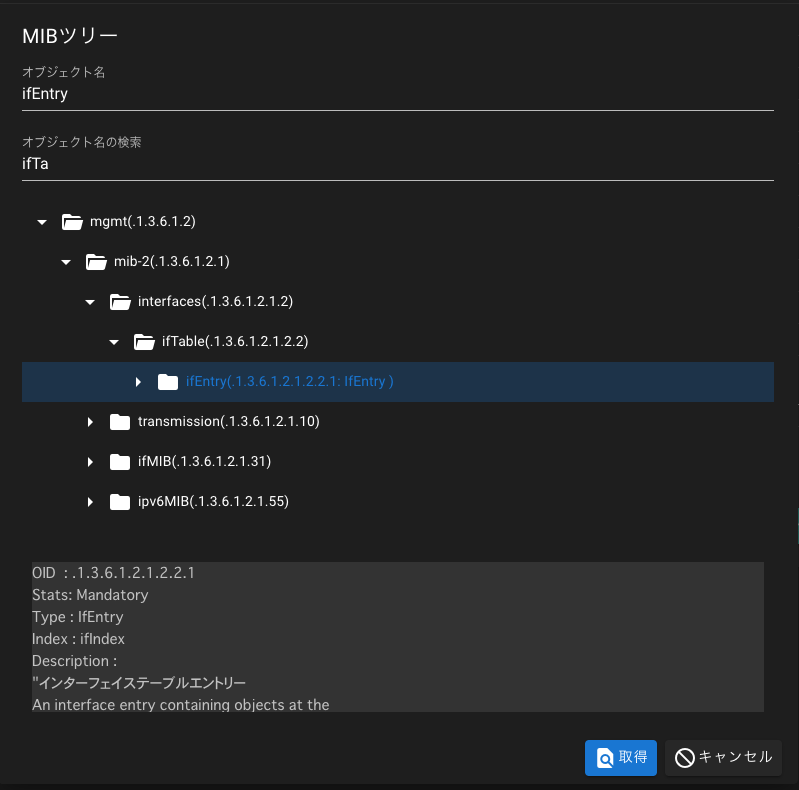 MIBツリー
オブジェクト名
ifEntry
オブジェクト名の検索
ifTa
mgmt(.1.3.6.1.2)
mib-2(.1.3.6.1.2.1)
interfaces(.1.3.6.1.2.1.2)
ifTable(.1.3.6.1.2.1.2.2)
ifEntry(.1.3.6.1.2.1.2.2.1: IfEntry )
transmission(.1.3.6.1.2.1.10)
ifMIB(.1.3.6.1.2.1.31)
ipv6MIB(.1.3.6.1.2.1.55)
OID : .1.3.6.1.2.1.2.2.1
Stats: Mandatory
Type : IfEntry
Index : ifIndex
Description :
"インターフェイステーブルエントリー
An interface entry containing objects at the
取得 キャンセル